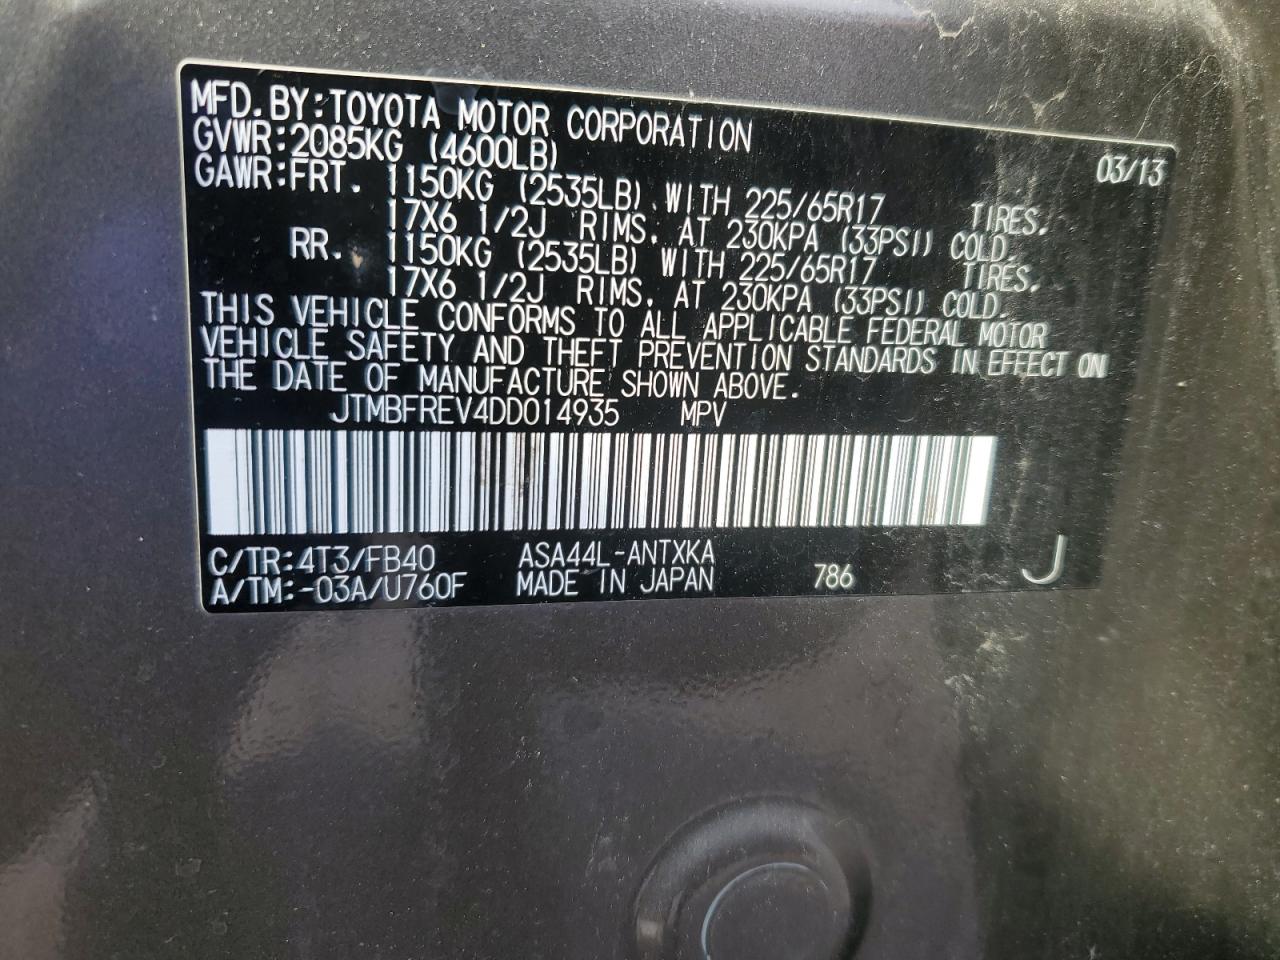 MFD.BY:TOYOTA MOTOR CORPORATION 03/13
GVWR:2085KG (4600LB)
GAWR:FRT. 1150KG (2535LB) WITH 225/65R17 TIRES.
17X6 1/2J RIMS, AT 230KPA (33PSI) COLD.
RR. 1150KG (2535LB) WITH 225/65R17 TIRES.
17X6 1/2J RIMS, AT 230KPA (33PSI) COLD.
THIS VEHICLE CONFORMS TO ALL APPLICABLE FEDERAL MOTOR
VEHICLE SAFETY AND THEFT PREVENTION STANDARDS IN EFFECT ON
THE DATE OF MANUFACTURE SHOWN ABOVE.
JTMBFREV4DD014935 MPV
C/TR:4T3/FB40 ASA44L-ANTXKA
A/TM:-03A/U760F MADE IN JAPAN 786 J